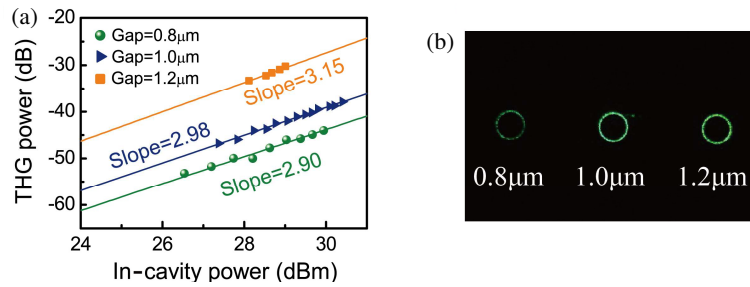 (a)
THG power (dB)
-20
-30
-40
-50
-60
Gap=0.8μm
Gap=1.0μm
Gap=1.2μm
Slope=3.15
Slope=2.98
Slope=2.90
24
26
28
30
In-cavity power (dBm)
(b)
0.8μm
1.0μm
1.2μm